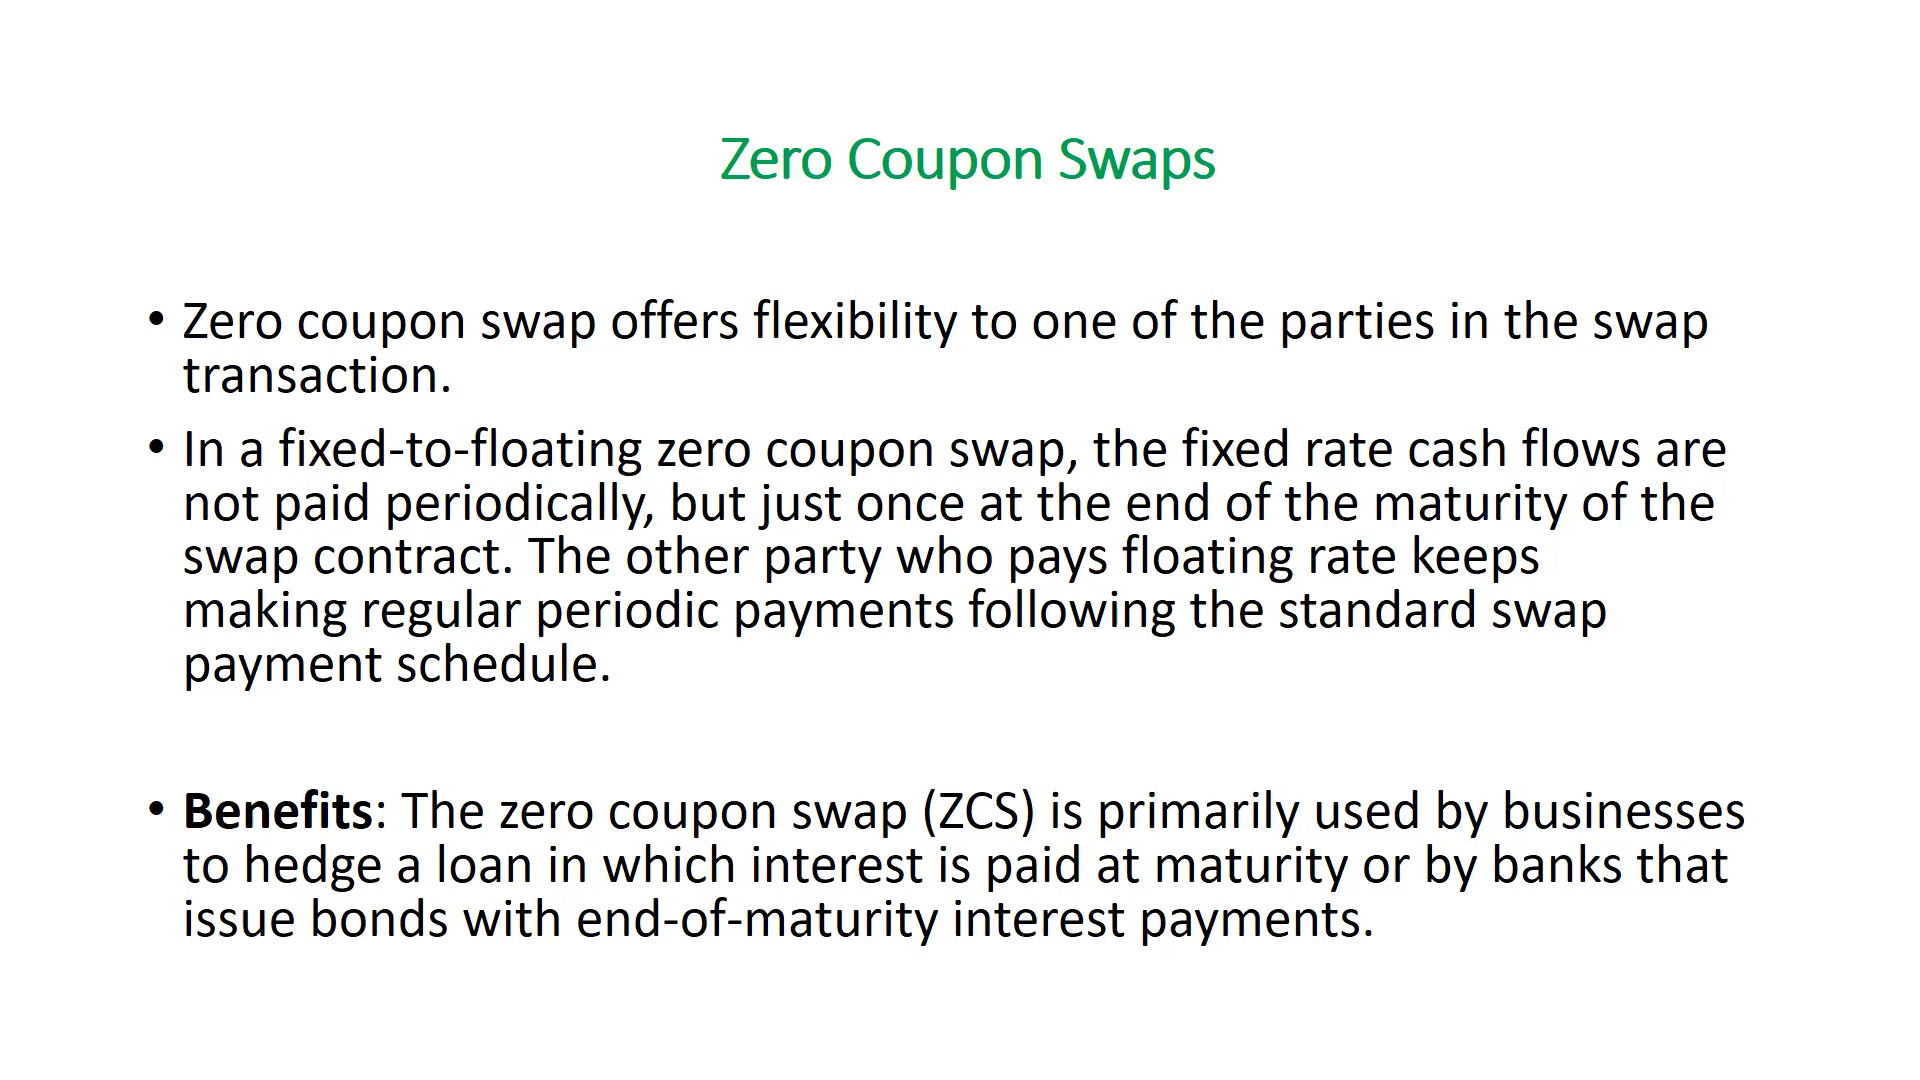 Zero Coupon Swaps
• Zero coupon swap offers flexibility to one of the parties in the swap
transaction.
• In a fixed-to-floating zero coupon swap, the fixed rate cash flows are
not paid periodically, but just once at the end of the maturity of the
swap contract. The other party who pays floating rate keeps
making regular periodic payments following the standard swap
payment schedule.
• Benefits: The zero coupon swap (ZCS) is primarily used by businesses
to hedge a loan in which interest is paid at maturity or by banks that
issue bonds with end-of-maturity interest payments.